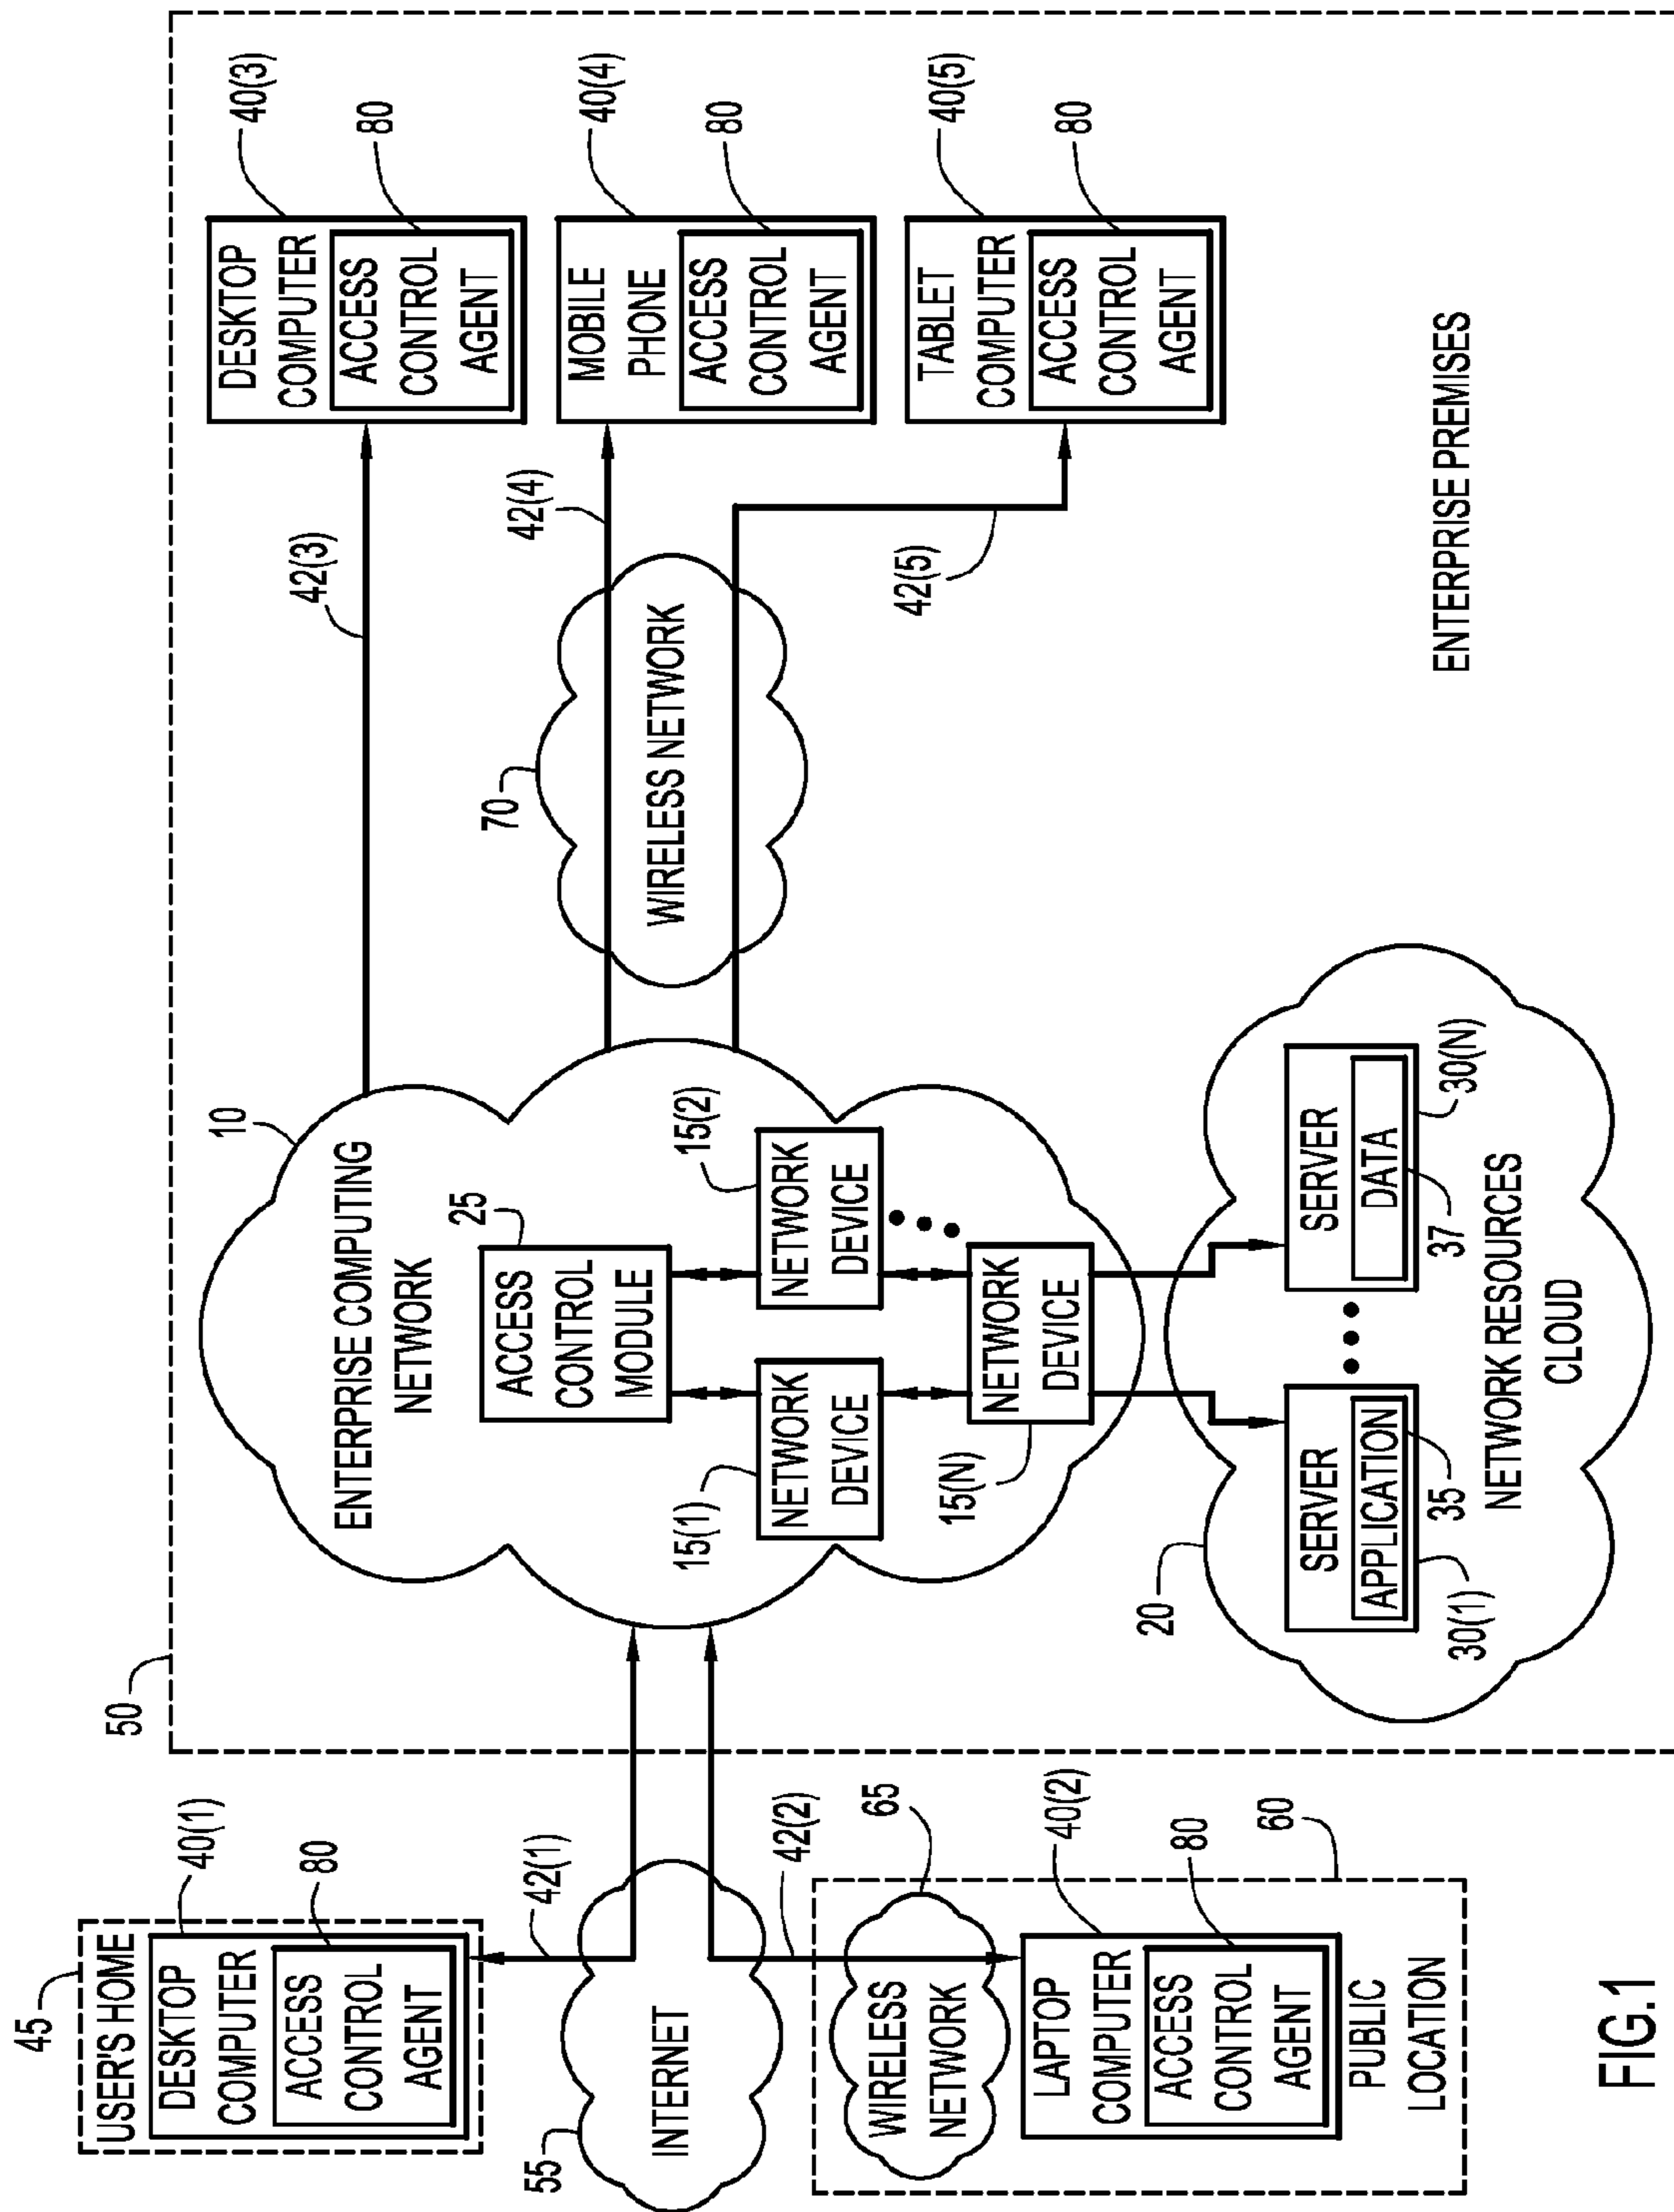 45
USER'S HOME
DESKTOP
COMPUTER
40(1)
ACCESS
CONTROL
AGENT
80
42(1)
55
INTERNET
42(2)
WIRELESS
NETWORK
65
LAPTOP
COMPUTER
40(2)
ACCESS
CONTROL
AGENT
80
60
PUBLIC
LOCATION
50
ENTERPRISE COMPUTING
NETWORK
10
ACCESS
CONTROL
MODULE
25
15(1)
NETWORK
DEVICE
NETWORK
DEVICE
15(2)
NETWORK
DEVICE
15(N)
20
SERVER
APPLICATION
35
30(1)
SERVER
DATA
37
30(N)
NETWORK RESOURCES
CLOUD
42(3)
70
WIRELESS NETWORK
42(4)
42(5)
DESKTOP
COMPUTER
40(3)
ACCESS
CONTROL
AGENT
80
MOBILE
PHONE
40(4)
ACCESS
CONTROL
AGENT
80
TABLET
COMPUTER
40(5)
ACCESS
CONTROL
AGENT
80
ENTERPRISE PREMISES
FIG.1